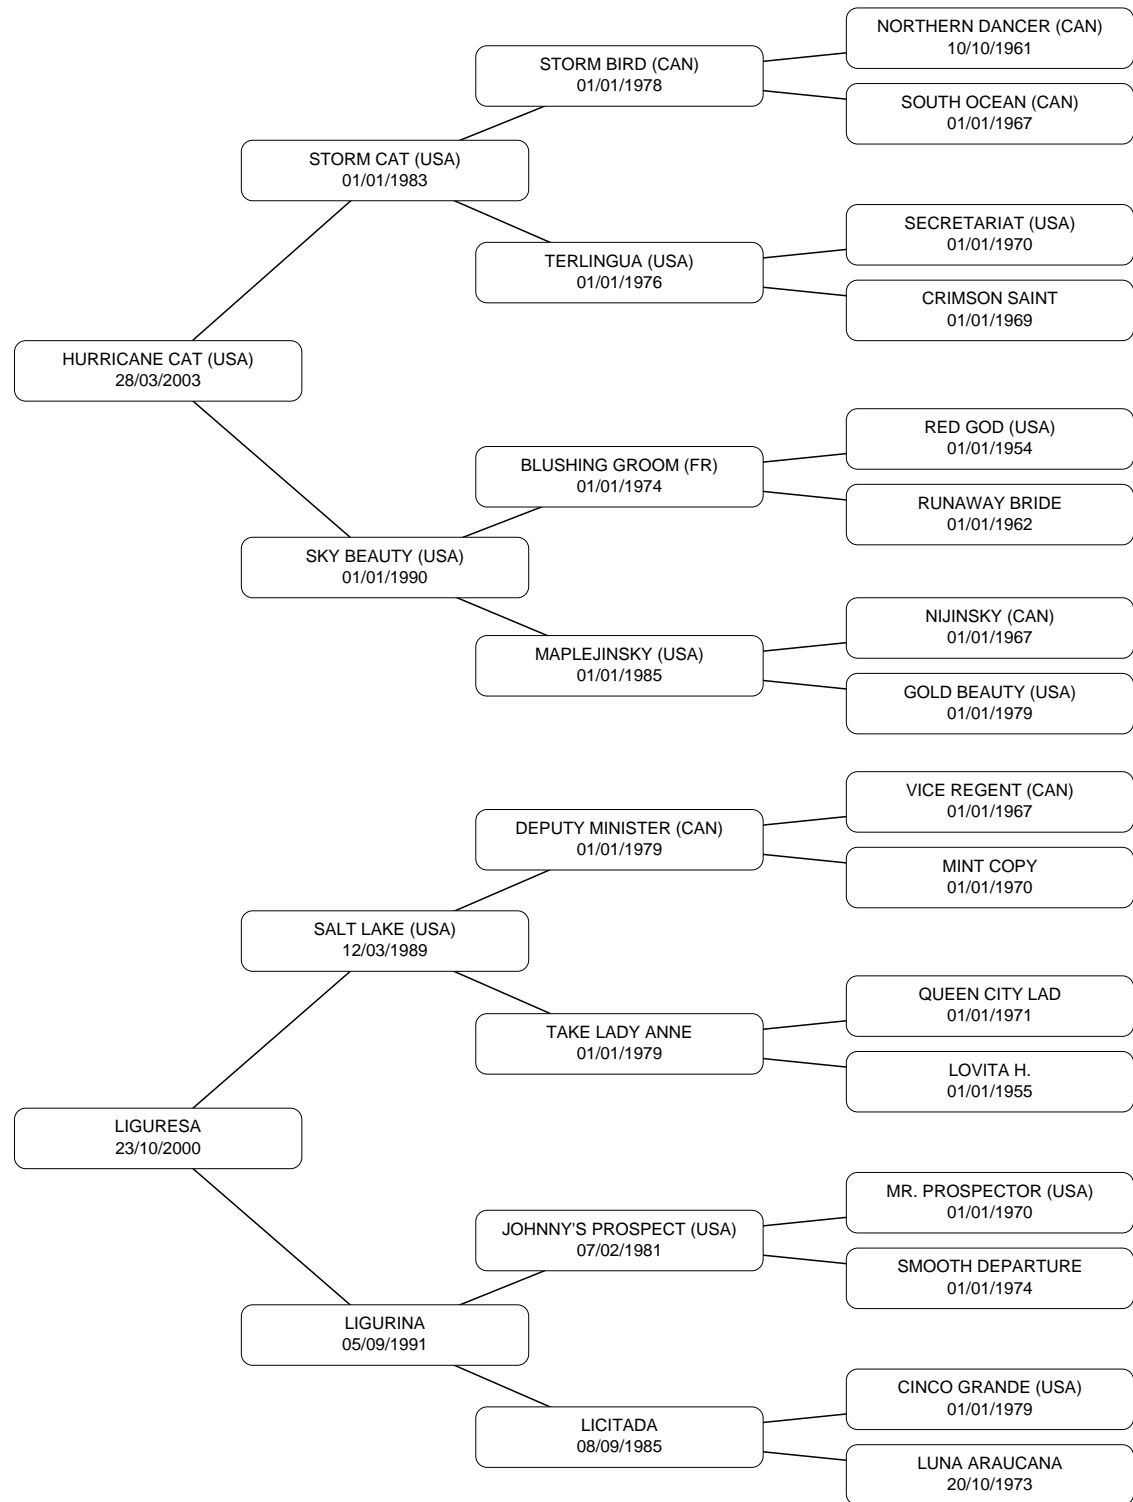 NORTHERN DANCER (CAN)
10/10/1961
STORM BIRD (CAN)
01/01/1978
SOUTH OCEAN (CAN)
01/01/1967
STORM CAT (USA)
01/01/1983
SECRETARIAT (USA)
01/01/1970
TERLINGUA (USA)
01/01/1976
CRIMSON SAINT
01/01/1969
HURRICANE CAT (USA)
28/03/2003
RED GOD (USA)
01/01/1954
BLUSHING GROOM (FR)
01/01/1974
RUNAWAY BRIDE
01/01/1962
SKY BEAUTY (USA)
01/01/1990
NIJINSKY (CAN)
01/01/1967
MAPLEJINSKY (USA)
01/01/1985
GOLD BEAUTY (USA)
01/01/1979
VICE REGENT (CAN)
01/01/1967
DEPUTY MINISTER (CAN)
01/01/1979
MINT COPY
01/01/1970
SALT LAKE (USA)
12/03/1989
QUEEN CITY LAD
01/01/1971
TAKE LADY ANNE
01/01/1979
LOVITA H.
01/01/1955
LIGURESA
23/10/2000
MR. PROSPECTOR (USA)
01/01/1970
JOHNNY'S PROSPECT (USA)
07/02/1981
SMOOTH DEPARTURE
01/01/1974
LIGURINA
05/09/1991
CINCO GRANDE (USA)
01/01/1979
LICITADA
08/09/1985
LUNA ARAUCANA
20/10/1973